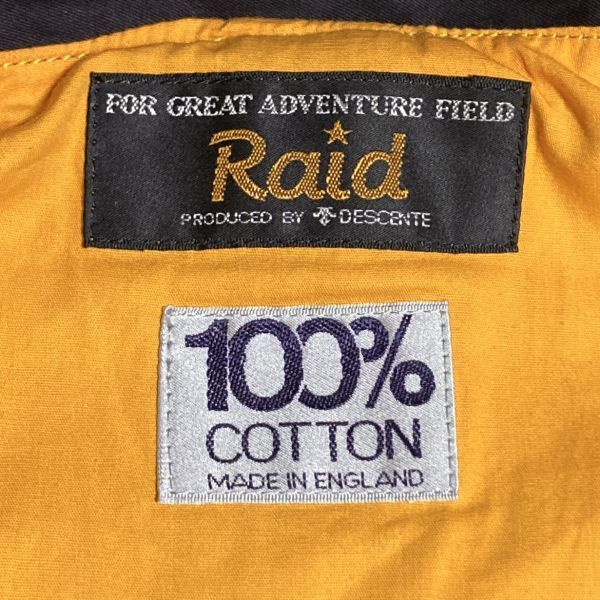 FOR GREAT ADVENTURE FIELD
Raid
PRODUCED BY DESCENTE
100%
COTTON
MADE IN ENGLAND